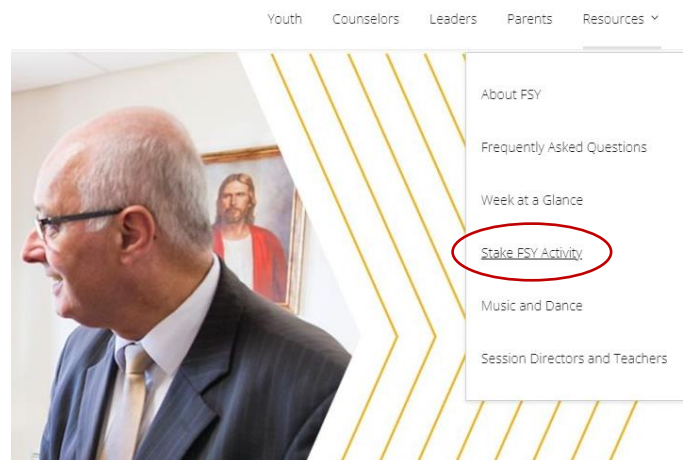 Youth Counselors Leaders Parents Resources
About FSY
Frequently Asked Questions
Week at a Glance
Stake FSY Activity
Music and Dance
Session Directors and Teachers